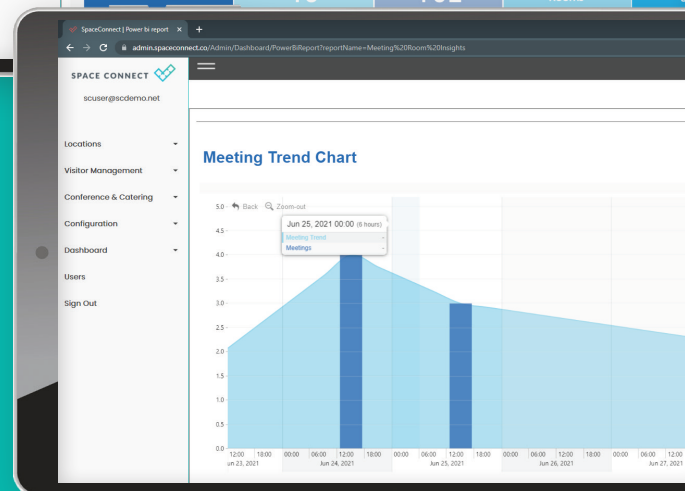 SpaceConnect | Power bi report
admin.spaceconnect.co/Admin/Dashboard/PowerBiReport?reportName=Meeting%20Room%20Insights
SPACE CONNECT
scuser@scdemo.net
Locations
Visitor Management
Conference & Catering
Configuration
Dashboard
Users
Sign Out
Meeting Trend Chart
Back Zoom-out
Jun 25, 2021 00:00 (6 hours)
Meeting Trend -
Meetings -
5.0
4.5
4.0
3.5
3.0
2.5
2.0
1.5
1.0
0.5
0.0
12:00 18:00 00:00 06:00 12:00 18:00 00:00 06:00 12:00 18:00 00:00 06:00 12:00 18:00 00:00 06:00 12:00
un 23, 2021 Jun 24, 2021 Jun 25, 2021 Jun 26, 2021 Jun 27, 2021